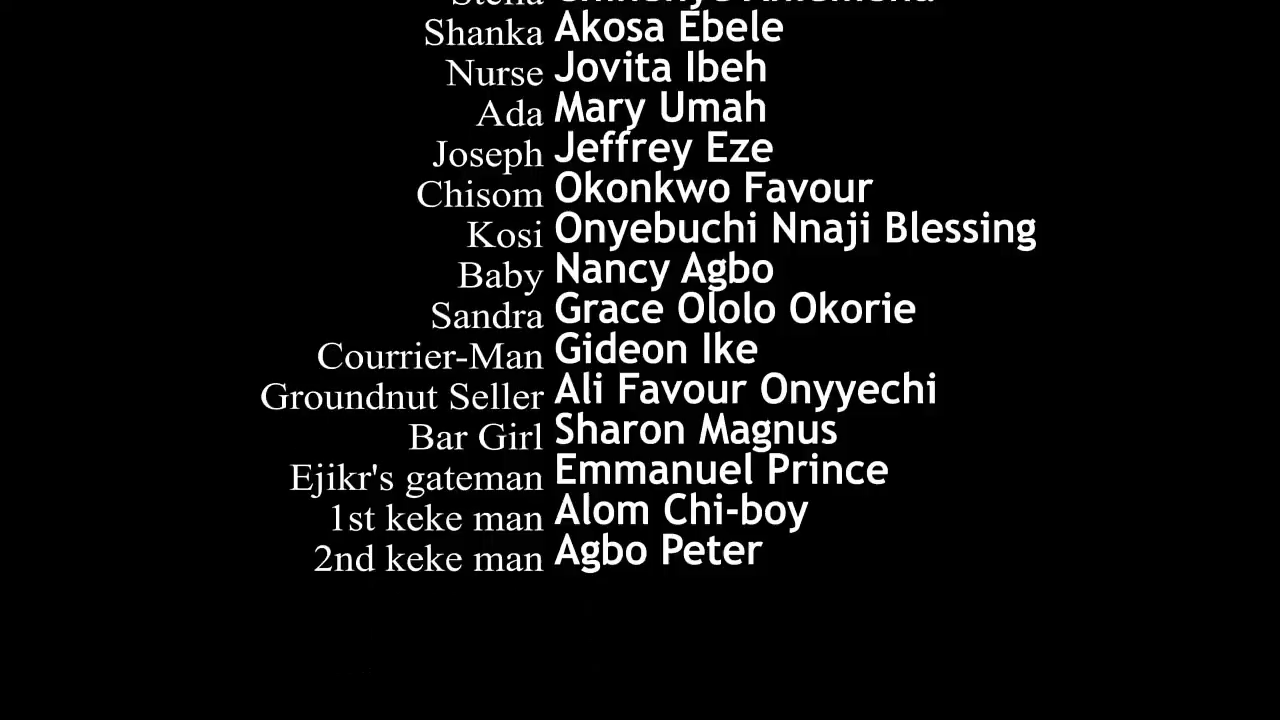 Shanka Akosa Ebele
Nurse Jovita Ibeh
Ada Mary Umah
Joseph Jeffrey Eze
Chisom Okonkwo Favour
Kosi Onyebuchi Nnaji Blessing
Baby Nancy Agbo
Sandra Grace Ololo Okorie
Courrier-Man Gideon Ike
Groundnut Seller Ali Favour Onyyechi
Bar Girl Sharon Magnus
Ejikr's gateman Emmanuel Prince
1st keke man Alom Chi-boy
2nd keke man Agbo Peter